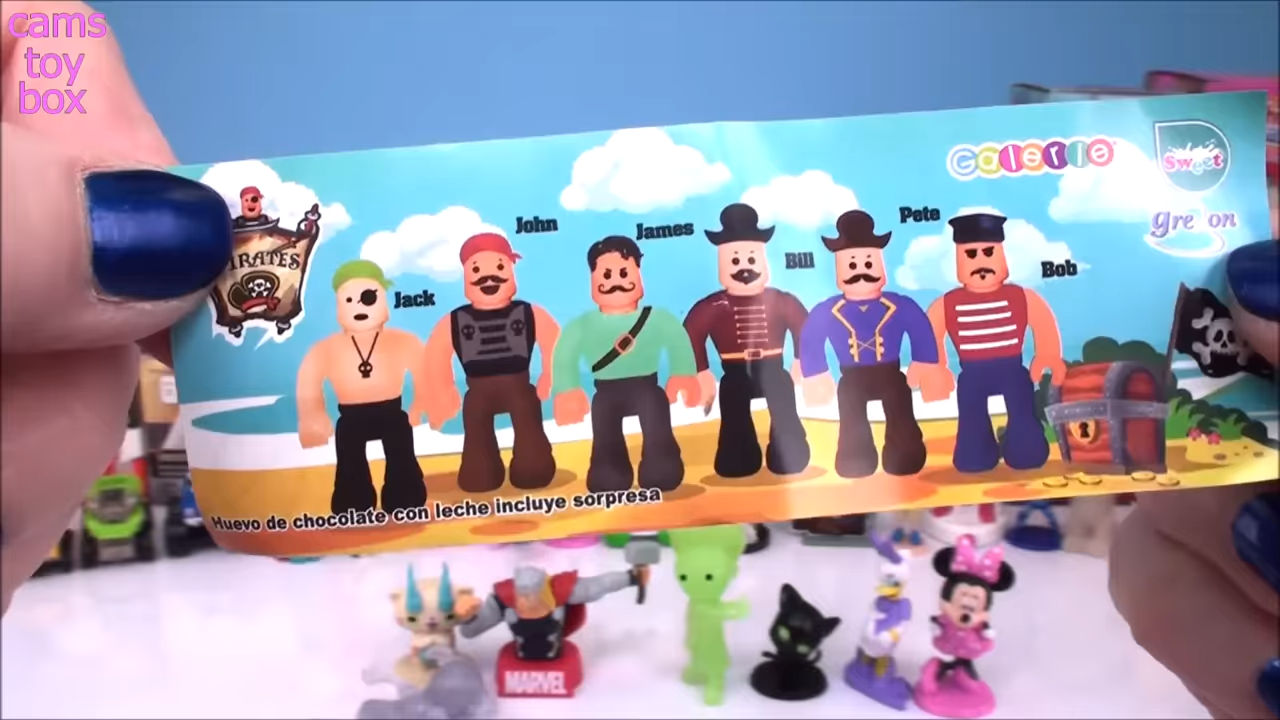 cams
toy
box
Galerie
Sweet
PIRATES
John
James
Pete
Jack
Bill
Bob
Huevo de chocolate con leche incluye sorpresa
MARVEL